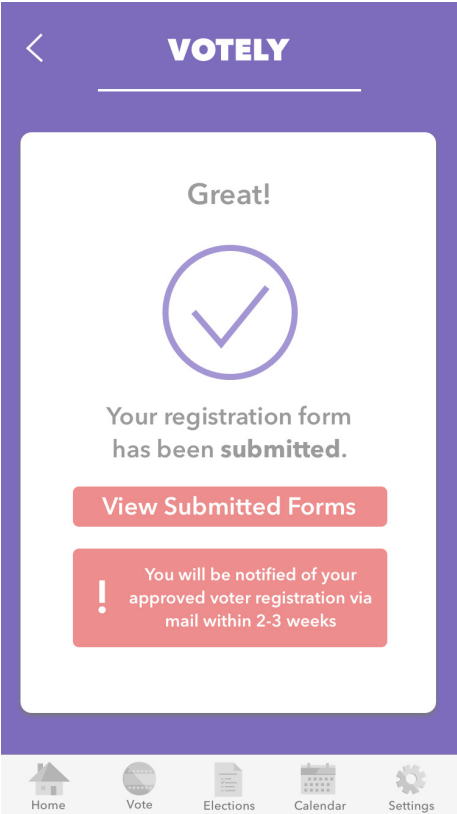 VOTELY
Great!
Your registration form
has been submitted.
View Submitted Forms
!
You will be notified of your
approved voter registration via
mail within 2-3 weeks
Home
Vote
Elections
Calendar
Settings